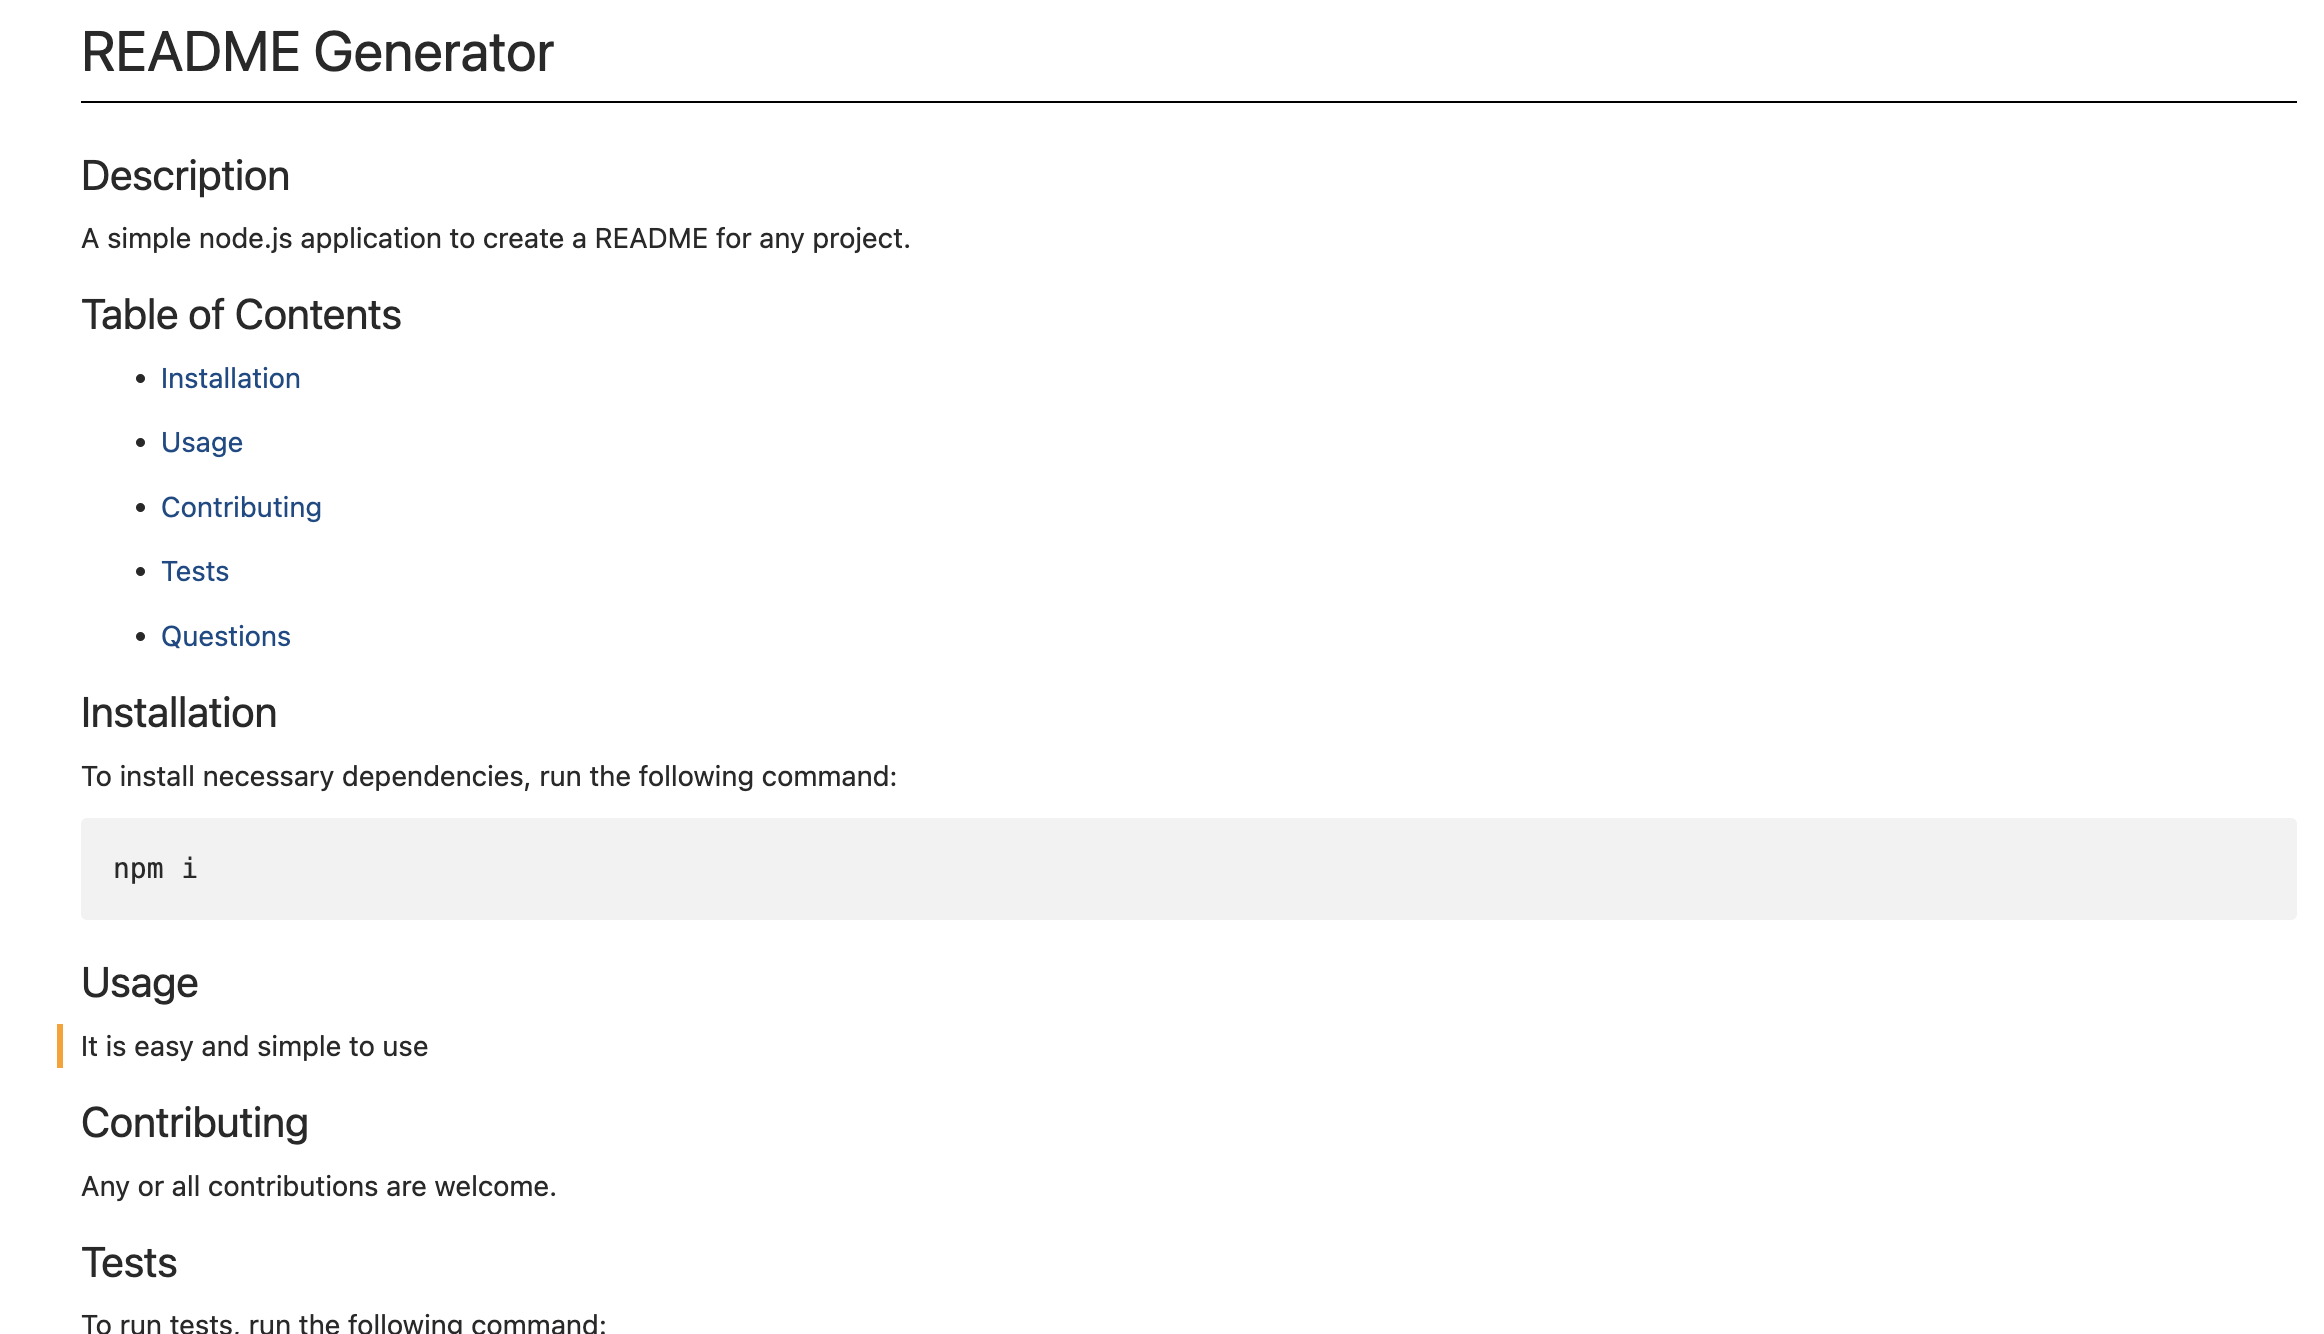 README Generator
Description
A simple node.js application to create a README for any project.
Table of Contents
Installation
Usage
Contributing
Tests
Questions
Installation
To install necessary dependencies, run the following command:
npm i
Usage
It is easy and simple to use
Contributing
Any or all contributions are welcome.
Tests
To run tests, run the following command: